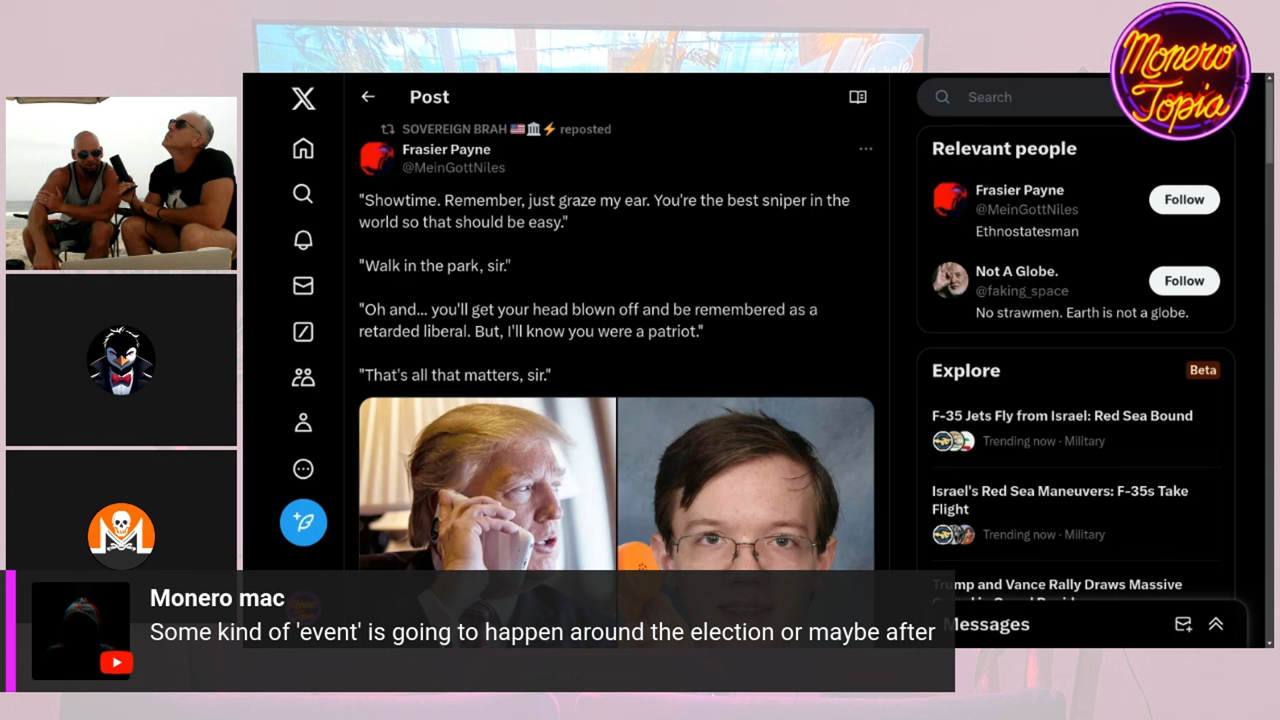 Monero
Topia
Post
Search
SOVEREIGN BRAH 🇺🇸🏛️⚡ reposted
Frasier Payne
@MeinGottNiles
"Showtime. Remember, just graze my ear. You're the best sniper in the
world so that should be easy."
"Walk in the park, sir."
"Oh and... you'll get your head blown off and be remembered as a
retarded liberal. But, I'll know you were a patriot."
"That's all that matters, sir."
Relevant people
Frasier Payne
@MeinGottNiles
Ethnostatesman
Follow
Not A Globe.
@faking_space
No strawmen. Earth is not a globe.
Follow
Explore
Beta
F-35 Jets Fly from Israel: Red Sea Bound
Trending now · Military
Israel's Red Sea Maneuvers: F-35s Take
Flight
Trending now · Military
Trump and Vance Rally Draws Massive
Messages
M
Monero mac
Some kind of 'event' is going to happen around the election or maybe after